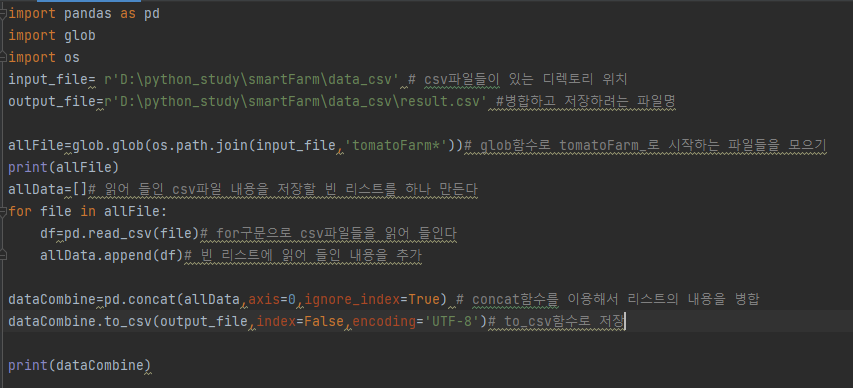 import pandas as pd
import glob
import os
input_file= r'D:\python_study\smartFarm\data_csv' # csv파일들이 있는 디렉토리 위치
output_file=r'D:\python_study\smartFarm\data_csv\result.csv' #병합하고 저장하려는 파일명
allFile=glob.glob(os.path.join(input_file,'tomatoFarm*'))# glob함수로 tomatoFarm_로 시작하는 파일들을 모으기
print(allFile)
allData=[]# 읽어 들인 csv파일 내용을 저장할 빈 리스트를 하나 만든다
for file in allFile:
    df=pd.read_csv(file)# for구문으로 csv파일들을 읽어 들인다
    allData.append(df)# 빈 리스트에 읽어 들인 내용을 추가
dataCombine=pd.concat(allData,axis=0,ignore_index=True) # concat함수를 이용해서 리스트의 내용을 병합
dataCombine.to_csv(output_file,index=False,encoding='UTF-8')# to_csv함수로 저장
print(dataCombine)